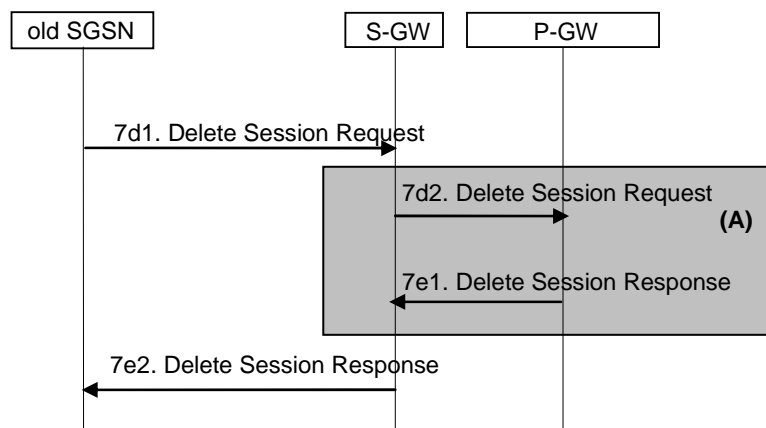 old SGSN
S-GW
P-GW
7d1. Delete Session Request
7d2. Delete Session Request
(A)
7e1. Delete Session Response
7e2. Delete Session Response